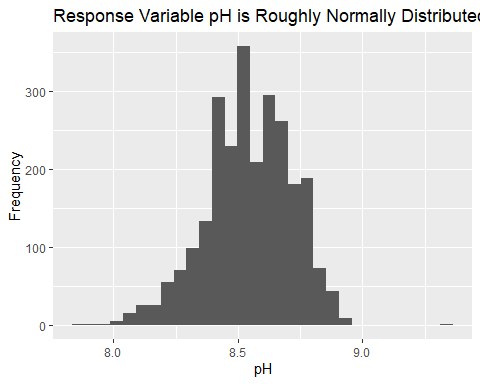 Response Variable pH is Roughly Normally Distributed
300
200
100
0
Frequency
8.0 8.5 9.0
pH